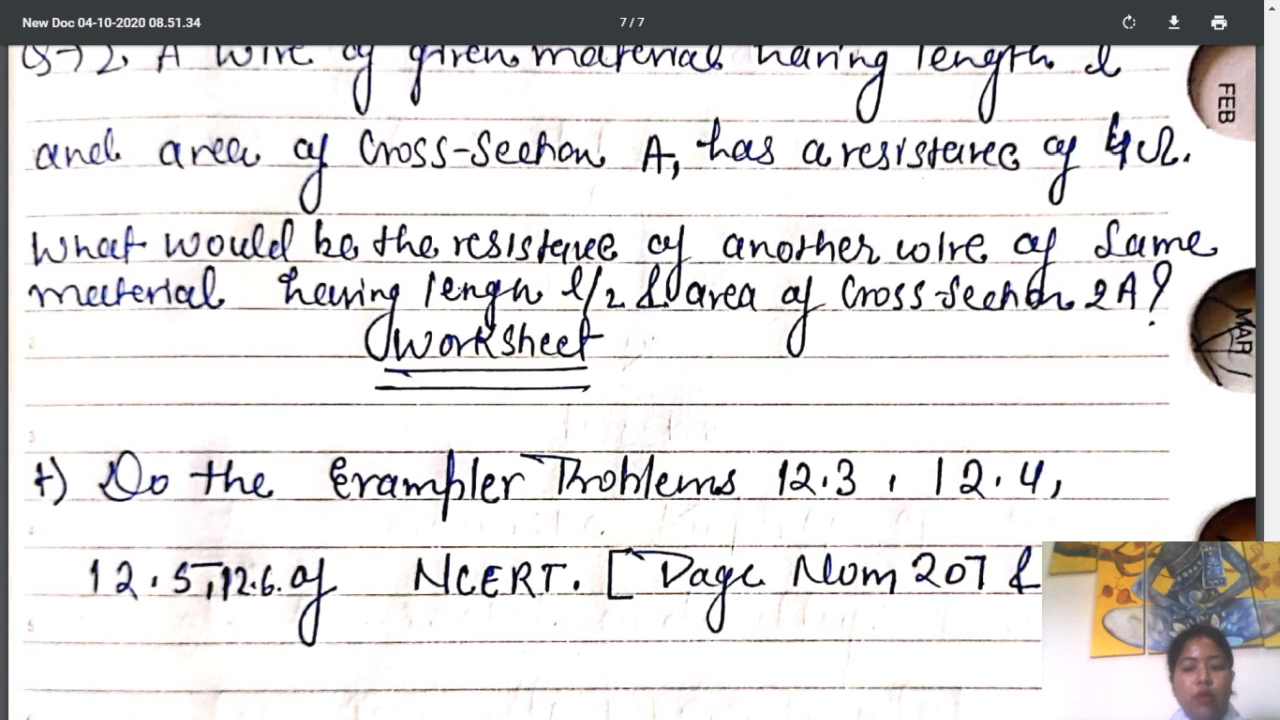 New Doc 04-10-2020 08.51.34
7 / 7
Q→2. A wire of given material having length l
and area of Cross-Section A, has a resistance of 4Ω.
What would be the resistance of another wire of same
material having length l/2 & area of Cross-section 2A?
Worksheet
1) Do the Exampler Problems 12.3, 12.4,
12.5, 12.6. of NCERT. [Page Nom 207 &
FEB
MAR